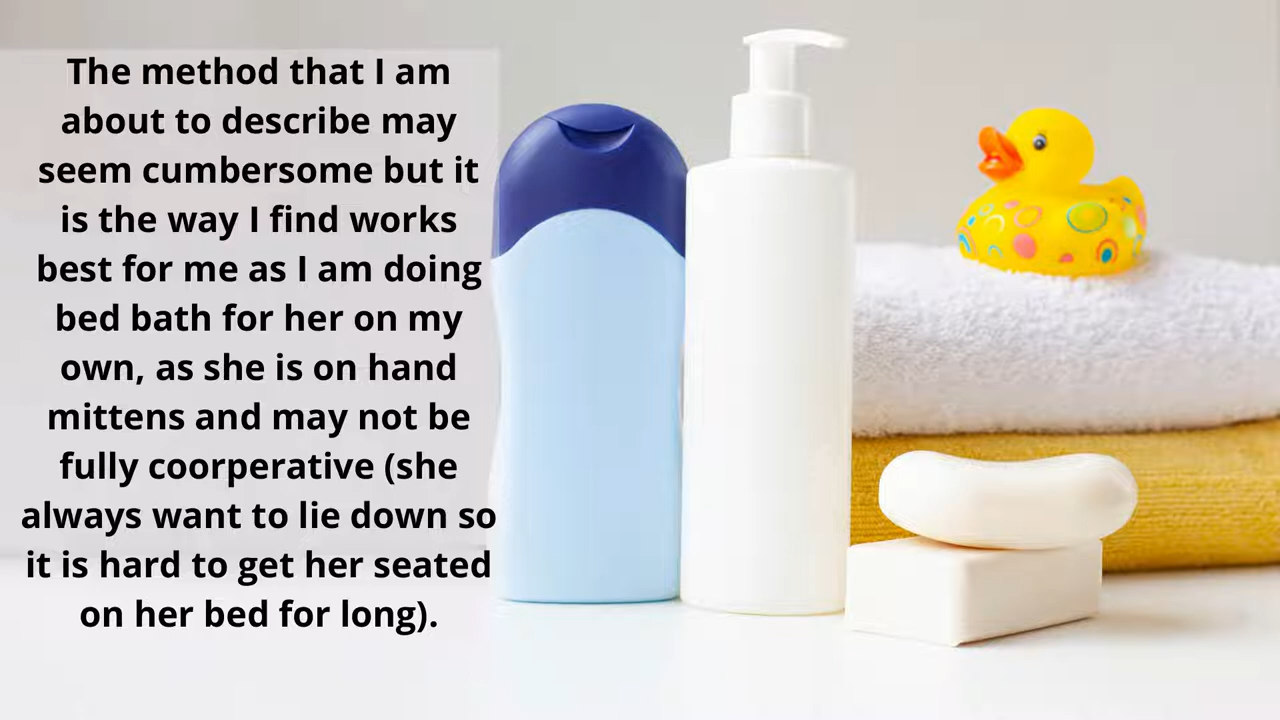 The method that I am
about to describe may
seem cumbersome but it
is the way I find works
best for me as I am doing
bed bath for her on my
own, as she is on hand
mittens and may not be
fully coorperative (she
always want to lie down so
it is hard to get her seated
on her bed for long).